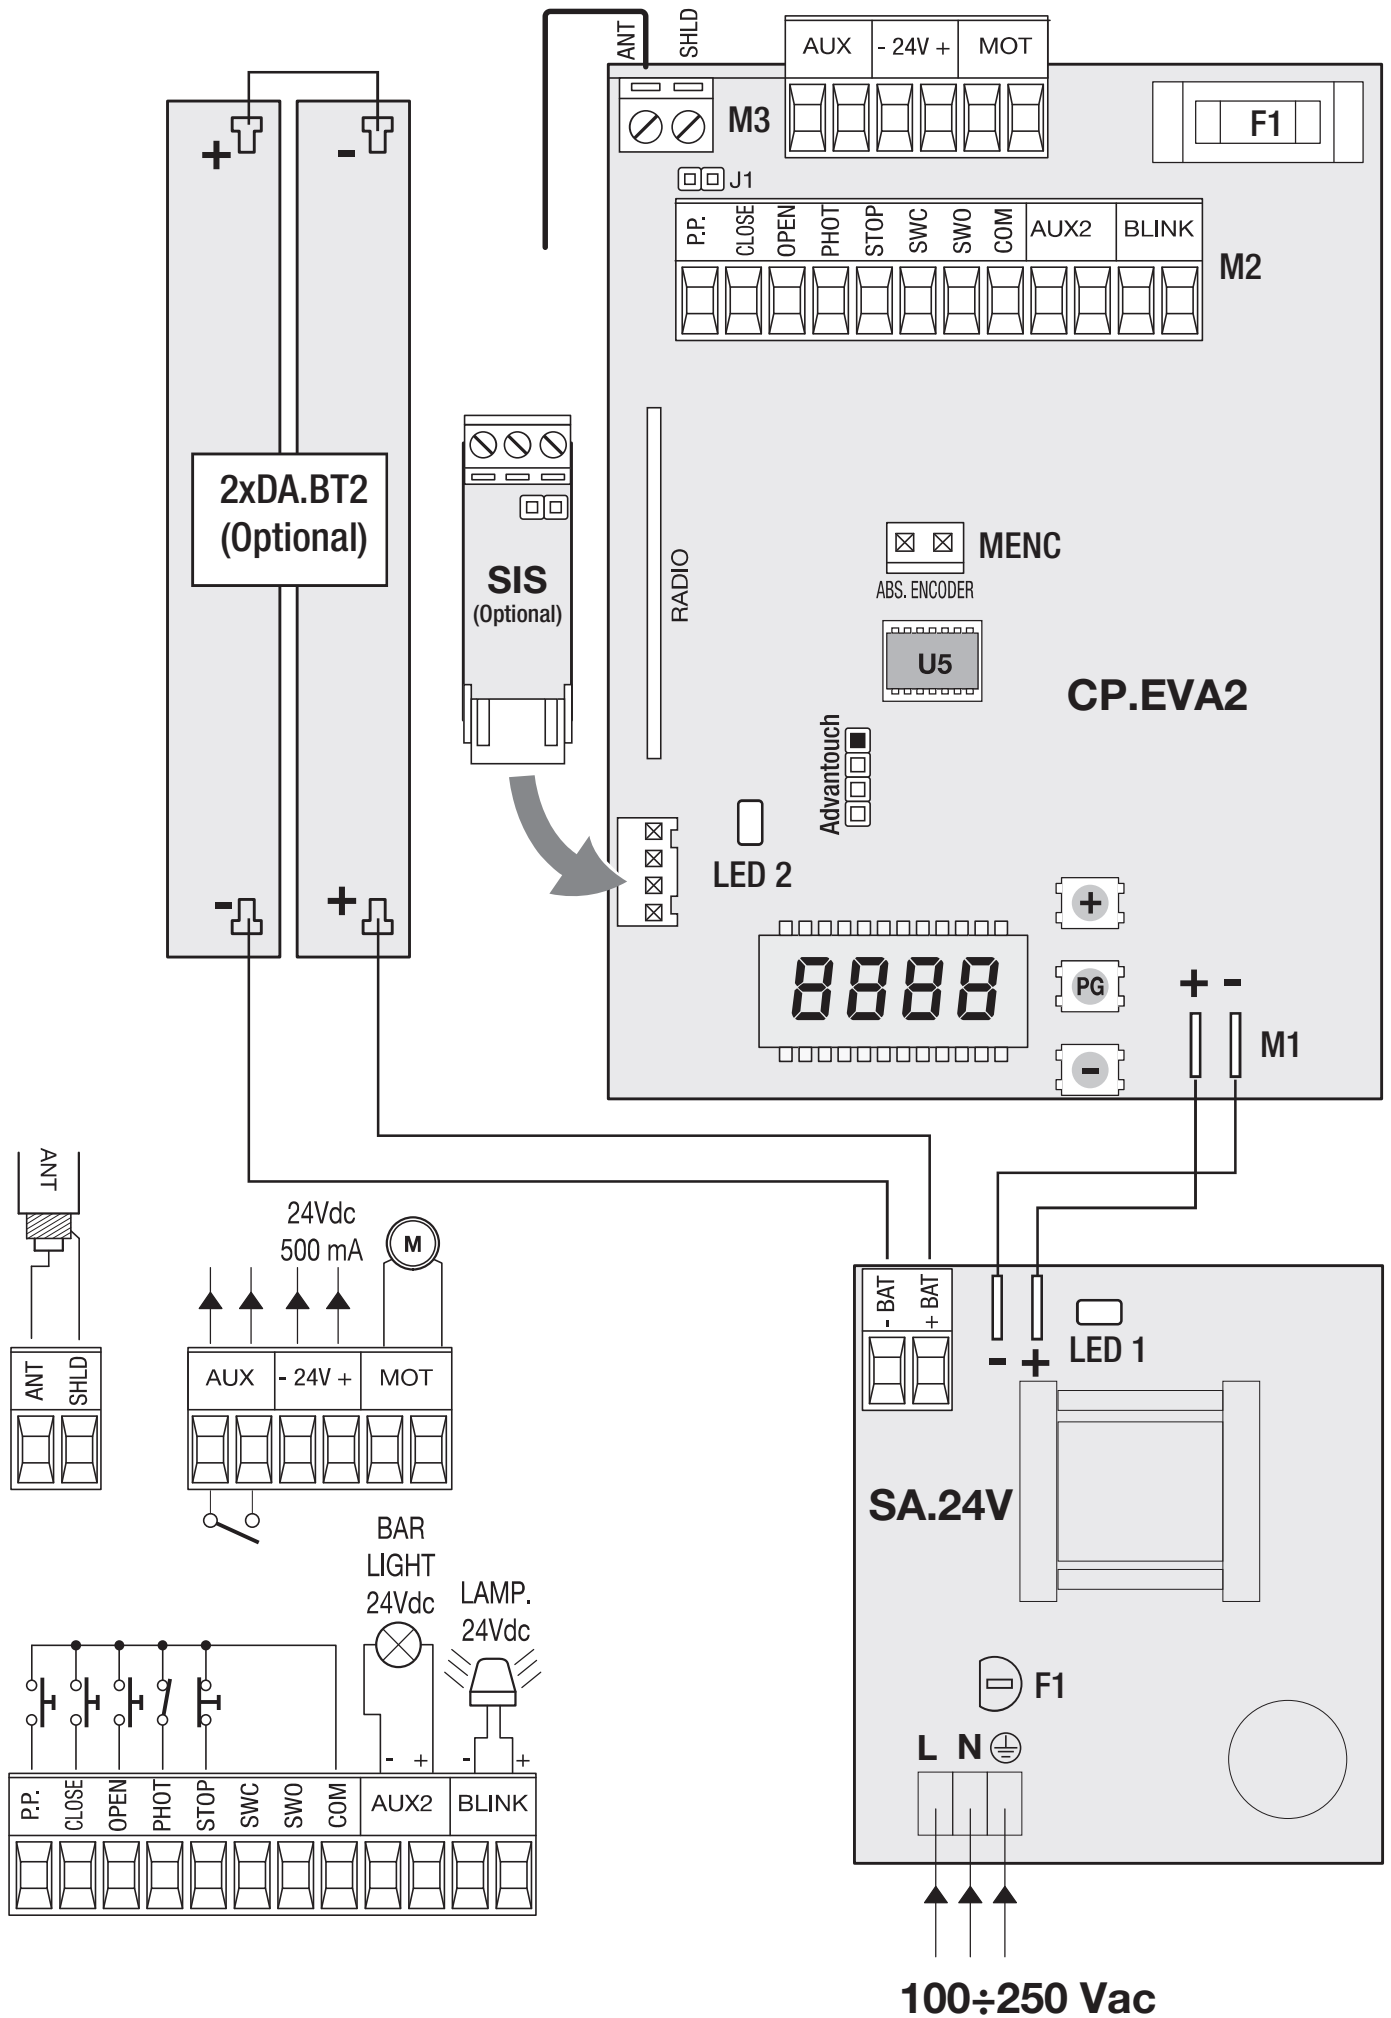 ANT
SHLD
AUX
- 24V +
MOT
M3
F1
J1
+
-
P.P.
CLOSE
OPEN
PHOT
STOP
SWC
SWO
COM
AUX2
BLINK
M2
2xDA.BT2
(Optional)
SIS
(Optional)
RADIO
MENC
ABS. ENCODER
U5
CP.EVA2
Advantouch
LED 2
-
+
+
8888
PG
-
+ -
M1
ANT
24Vdc
500 mA
M
ANT
SHLD
AUX
- 24V +
MOT
- BAT
+ BAT
- +
LED 1
SA.24V
BAR
LIGHT
24Vdc
LAMP.
24Vdc
F1
L N
- +
- +
P.P.
CLOSE
OPEN
PHOT
STOP
SWC
SWO
COM
AUX2
BLINK
100÷250 Vac